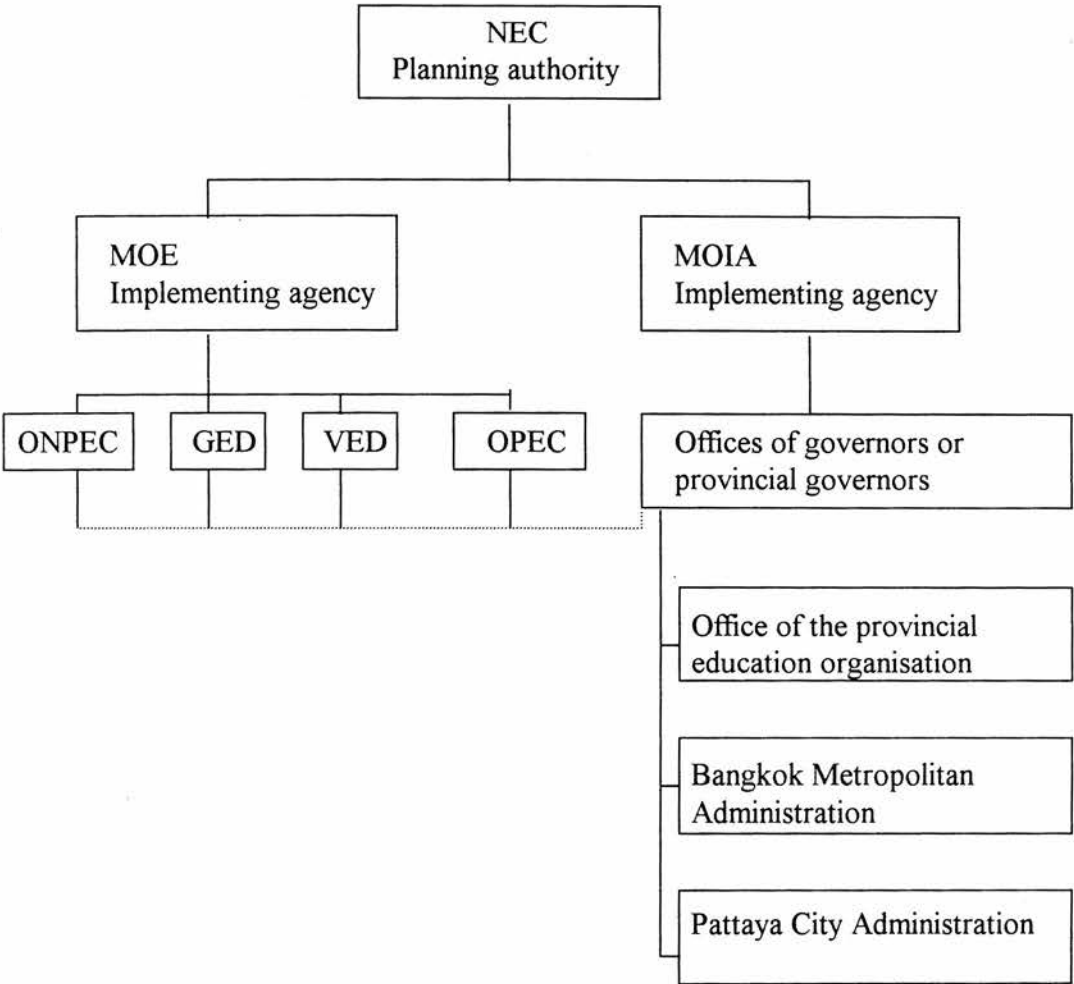 NEC
Planning authority
MOE
Implementing agency
MOIA
Implementing agency
ONPEC
GED
VED
OPEC
Offices of governors or
provincial governors
Office of the provincial
education organisation
Bangkok Metropolitan
Administration
Pattaya City Administration